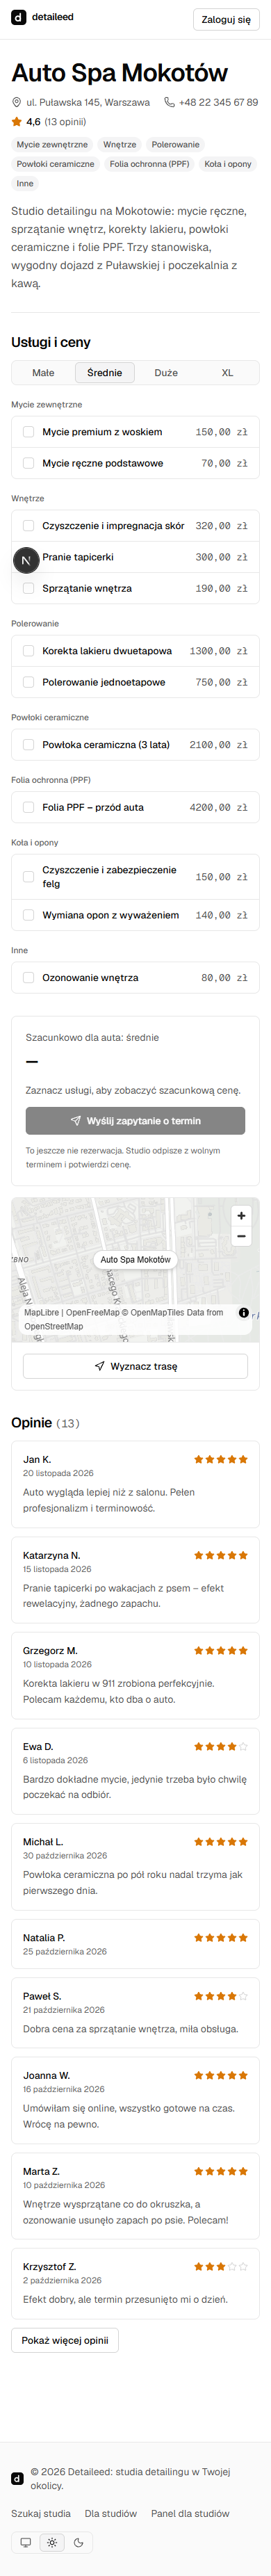 d detaileed
Zaloguj się
Auto Spa Mokotów
ul. Puławska 145, Warszawa
+48 22 345 67 89
4,6 (13 opinii)
Mycie zewnętrzne
Wnętrze
Polerowanie
Powłoki ceramiczne
Folia ochronna (PPF)
Koła i opony
Inne
Studio detailingu na Mokotowie: mycie ręczne,
sprzątanie wnętrz, korekty lakieru, powłoki
ceramiczne i folie PPF. Trzy stanowiska,
wygodny dojazd z Puławskiej i poczekalnia z
kawą.
Usługi i ceny
Małe
Średnie
Duże
XL
Mycie zewnętrzne
Mycie premium z woskiem 150,00 zł
Mycie ręczne podstawowe 70,00 zł
Wnętrze
Czyszczenie i impregnacja skór 320,00 zł
N
Pranie tapicerki 300,00 zł
Sprzątanie wnętrza 190,00 zł
Polerowanie
Korekta lakieru dwuetapowa 1300,00 zł
Polerowanie jednoetapowe 750,00 zł
Powłoki ceramiczne
Powłoka ceramiczna (3 lata) 2100,00 zł
Folia ochronna (PPF)
Folia PPF – przód auta 4200,00 zł
Koła i opony
Czyszczenie i zabezpieczenie
felg
150,00 zł
Wymiana opon z wyważeniem 140,00 zł
Inne
Ozonowanie wnętrza 80,00 zł
Szacunkowo dla auta: średnie
—
Zaznacz usługi, aby zobaczyć szacunkową cenę.
Wyślij zapytanie o termin
To jeszcze nie rezerwacja. Studio odpisze z wolnym
terminem i potwierdzi cenę.
+
−
Auto Spa Mokotów
MapLibre | OpenFreeMap © OpenMapTiles Data from
OpenStreetMap
Wyznacz trasę
Opinie (13)
Jan K.
20 listopada 2026
Auto wygląda lepiej niż z salonu. Pełen
profesjonalizm i terminowość.
Katarzyna N.
15 listopada 2026
Pranie tapicerki po wakacjach z psem – efekt
rewelacyjny, żadnego zapachu.
Grzegorz M.
10 listopada 2026
Korekta lakieru w 911 zrobiona perfekcyjnie.
Polecam każdemu, kto dba o auto.
Ewa D.
6 listopada 2026
Bardzo dokładne mycie, jedynie trzeba było chwilę
poczekać na odbiór.
Michał L.
30 października 2026
Powłoka ceramiczna po pół roku nadal trzyma jak
pierwszego dnia.
Natalia P.
25 października 2026
Paweł S.
21 października 2026
Dobra cena za sprzątanie wnętrza, miła obsługa.
Joanna W.
16 października 2026
Umówiłam się online, wszystko gotowe na czas.
Wrócę na pewno.
Marta Z.
10 października 2026
Wnętrze wysprzątane co do okruszka, a
ozonowanie usunęło zapach po psie. Polecam!
Krzysztof Z.
2 października 2026
Efekt dobry, ale termin przesunięto mi o dzień.
Pokaż więcej opinii
d © 2026 Detaileed: studia detailingu w Twojej
okolicy.
Szukaj studia
Dla studiów
Panel dla studiów